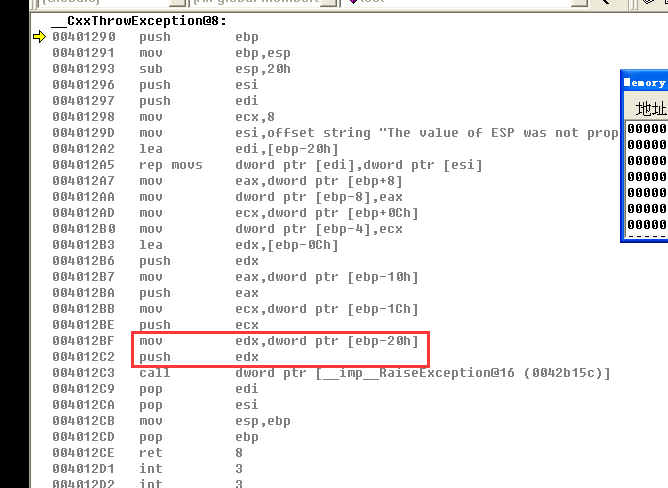 __CxxThrowException@8:
00401290 push ebp
00401291 mov ebp,esp
00401293 sub esp,20h
00401296 push esi
00401297 push edi
00401298 mov ecx,8
0040129D mov esi,offset string "The value of ESP was not prop
004012A2 lea edi,[ebp-20h]
004012A5 rep movs dword ptr [edi],dword ptr [esi]
004012A7 mov eax,dword ptr [ebp+8]
004012AA mov dword ptr [ebp-8],eax
004012AD mov ecx,dword ptr [ebp+0Ch]
004012B0 mov dword ptr [ebp-4],ecx
004012B3 lea edx,[ebp-0Ch]
004012B6 push edx
004012B7 mov eax,dword ptr [ebp-10h]
004012BA push eax
004012BB mov ecx,dword ptr [ebp-1Ch]
004012BE push ecx
004012BF mov edx,dword ptr [ebp-20h]
004012C2 push edx
004012C3 call dword ptr [__imp__RaiseException@16 (0042b15c)]
004012C9 pop edi
004012CA pop esi
004012CB mov esp,ebp
004012CD pop ebp
004012CE ret 8
004012D1 int 3
004012D2 int 3
Memory
地址
00000
00000
00000
00000
00000
00000
00000